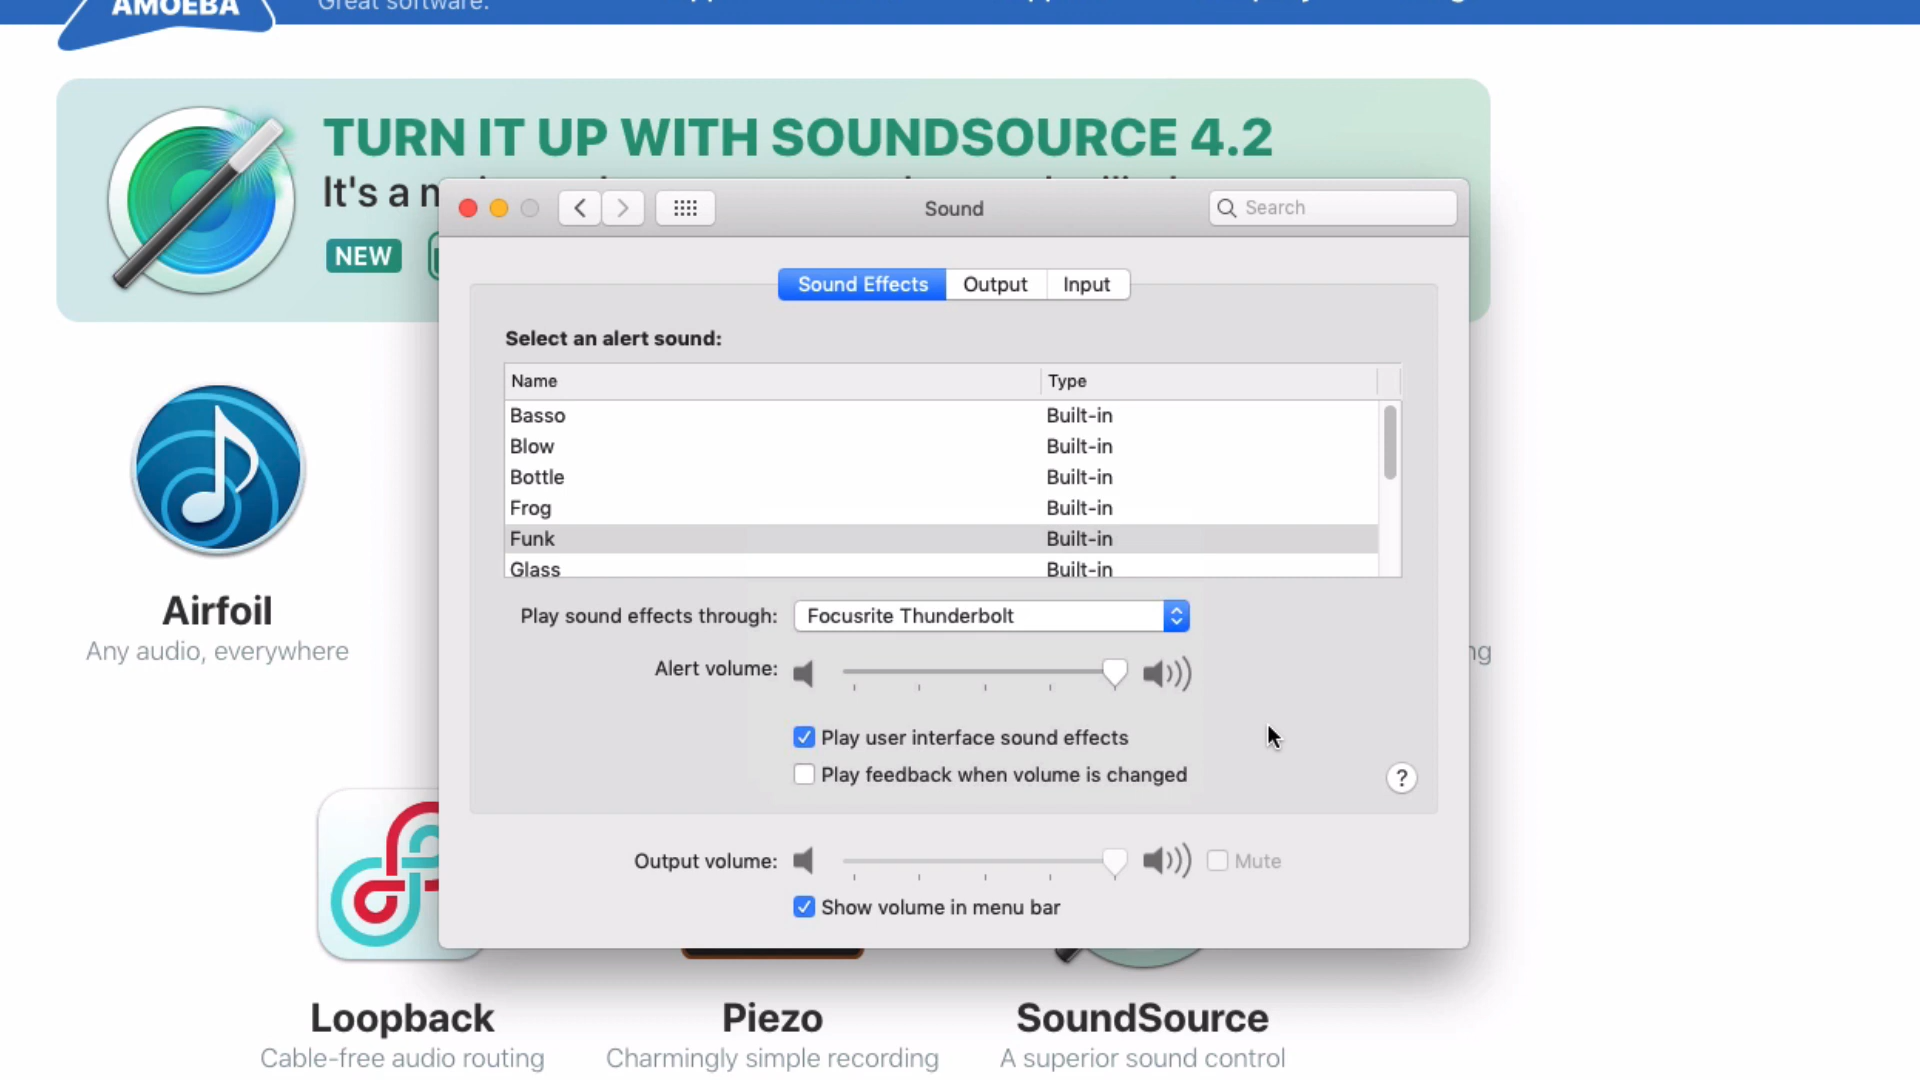 AMOEBA
Great software.
TURN IT UP WITH SOUNDSOURCE 4.2
It's a
NEW
Sound
Search
Sound Effects Output Input
Select an alert sound:
Name Type
Basso Built-in
Blow Built-in
Bottle Built-in
Frog Built-in
Funk Built-in
Glass Built-in
Play sound effects through: Focusrite Thunderbolt
Alert volume:
Play user interface sound effects
Play feedback when volume is changed
?
Output volume: Mute
Show volume in menu bar
Airfoil
Any audio, everywhere
ng
Loopback
Cable-free audio routing
Piezo
Charmingly simple recording
SoundSource
A superior sound control